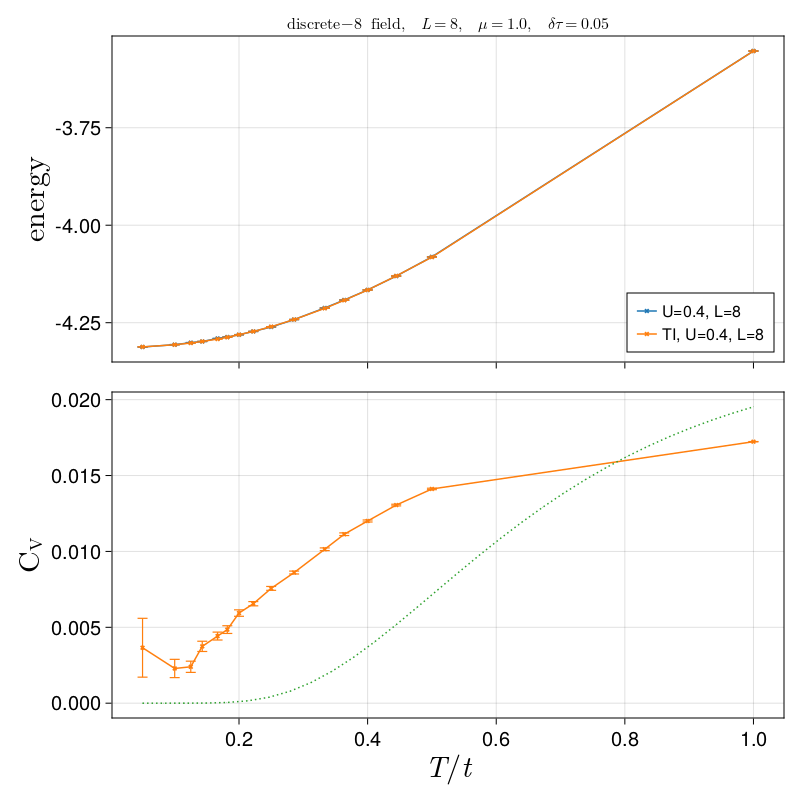 discrete−8 field, L = 8, μ = 1.0, δτ = 0.05
energy
-3.75
-4.00
-4.25
U=0.4, L=8
TI, U=0.4, L=8
C_V
0.020
0.015
0.010
0.005
0.000
0.2 0.4 0.6 0.8 1.0
T/t